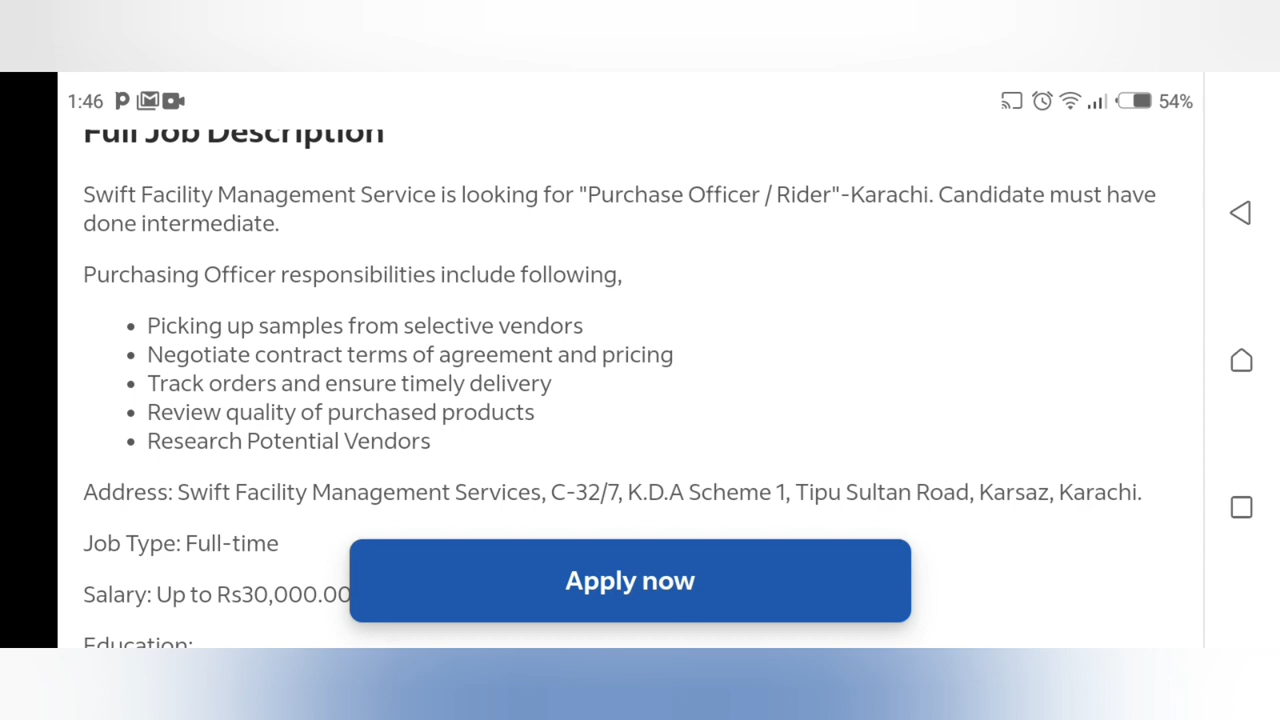 1:46 54%
Full Job Description
Swift Facility Management Service is looking for "Purchase Officer / Rider"-Karachi. Candidate must have
done intermediate.
Purchasing Officer responsibilities include following,
• Picking up samples from selective vendors
• Negotiate contract terms of agreement and pricing
• Track orders and ensure timely delivery
• Review quality of purchased products
• Research Potential Vendors
Address: Swift Facility Management Services, C-32/7, K.D.A Scheme 1, Tipu Sultan Road, Karsaz, Karachi.
Job Type: Full-time
Salary: Up to Rs30,000.00
Apply now
Education: